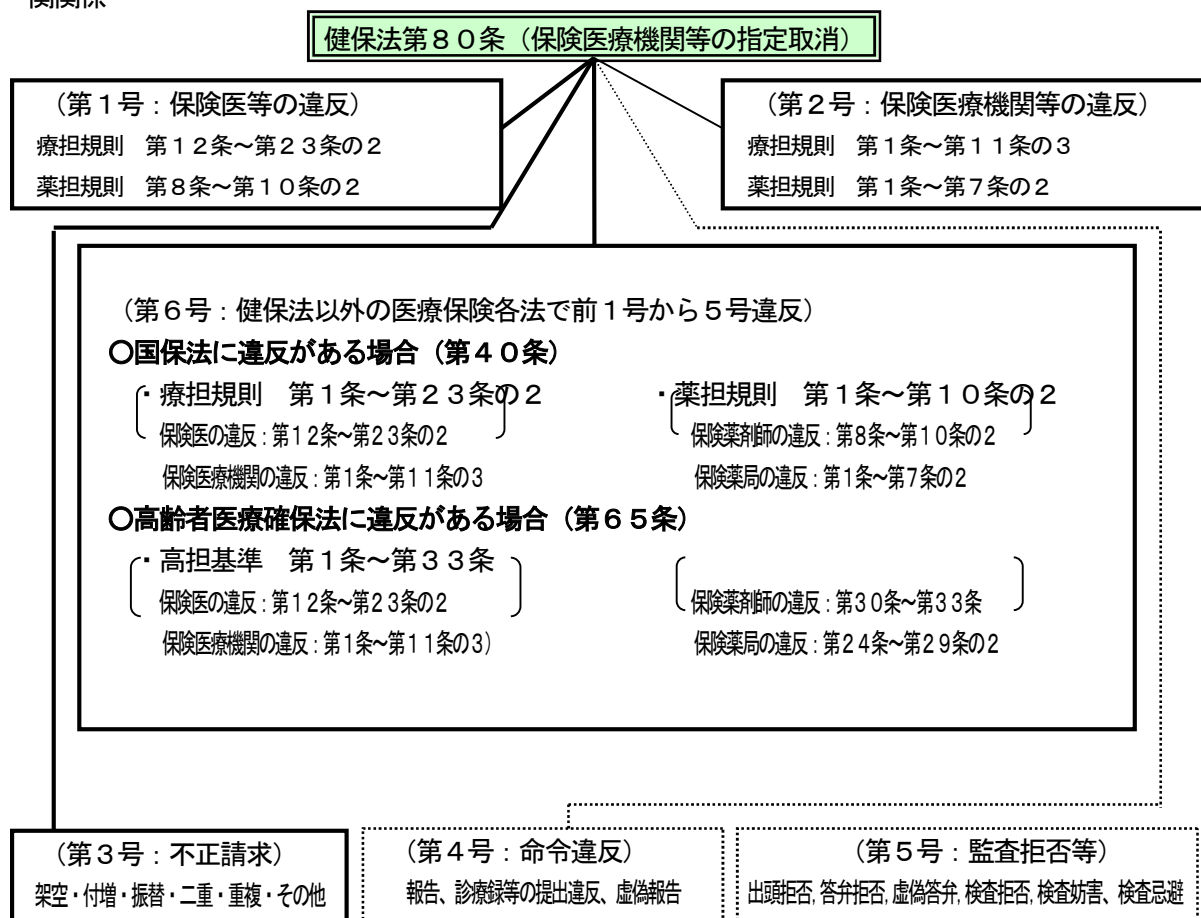 健保法第８０条（保険医療機関等の指定取消）
（第１号：保険医等の違反）
療担規則　第１２条～第２３条の２
薬担規則　第８条～第１０条の２
（第２号：保険医療機関等の違反）
療担規則　第１条～第１１条の３
薬担規則　第１条～第７条の２
（第６号：健保法以外の医療保険各法で前１号から５号違反）
○国保法に違反がある場合（第４０条）
・療担規則　第１条～第２３条の２
保険医の違反：第12条～第23条の2
保険医療機関の違反：第1条～第11条の3
・薬担規則　第１条～第１０条の２
保険薬剤師の違反：第8条～第10条の2
保険薬局の違反：第1条～第7条の2
○高齢者医療確保法に違反がある場合（第６５条）
・高担基準　第１条～第３３条
保険医の違反：第12条～第23条の2
保険医療機関の違反：第1条～第11条の3）
保険薬剤師の違反：第30条～第33条
保険薬局の違反：第24条～第29条の2
（第３号：不正請求）
架空・付増・振替・二重・重複・その他
（第４号：命令違反）
報告、診療録等の提出違反、虚偽報告
（第５号：監査拒否等）
出頭拒否,答弁拒否,虚偽答弁,検査拒否,検査妨害、検査忌避